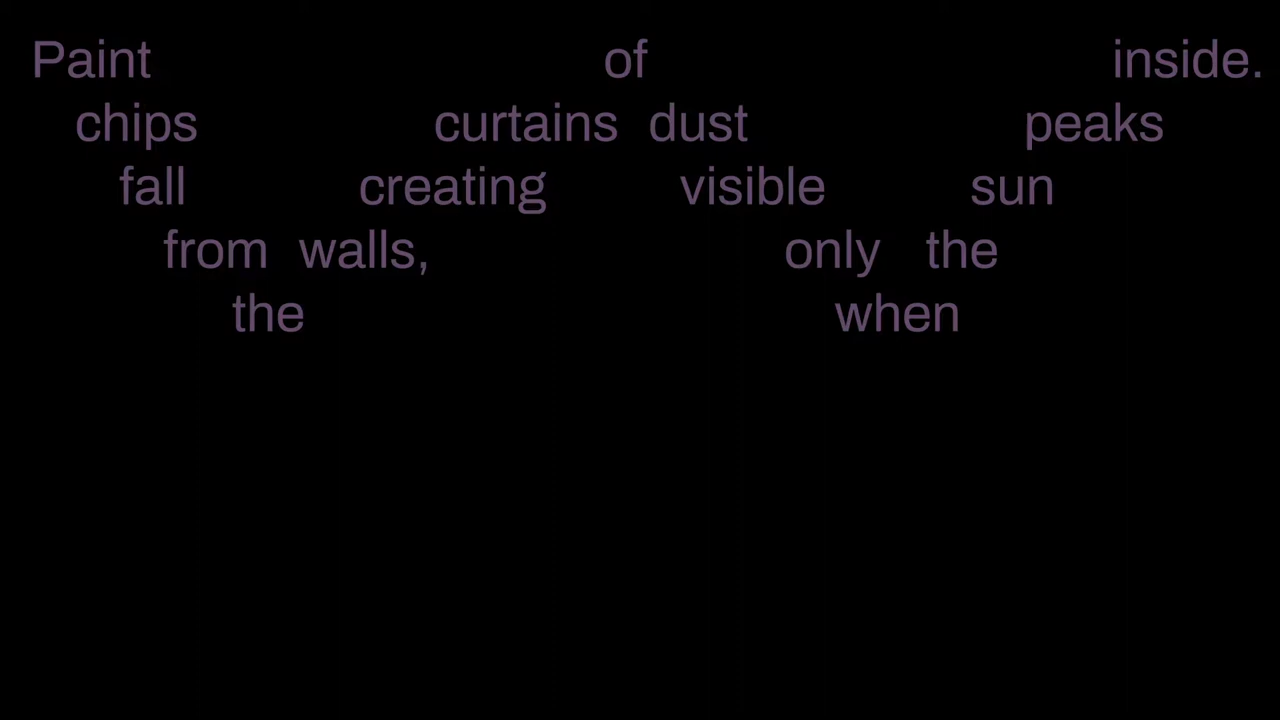 Paint of inside.
chips curtains dust peaks
fall creating visible sun
from walls, only the
the when